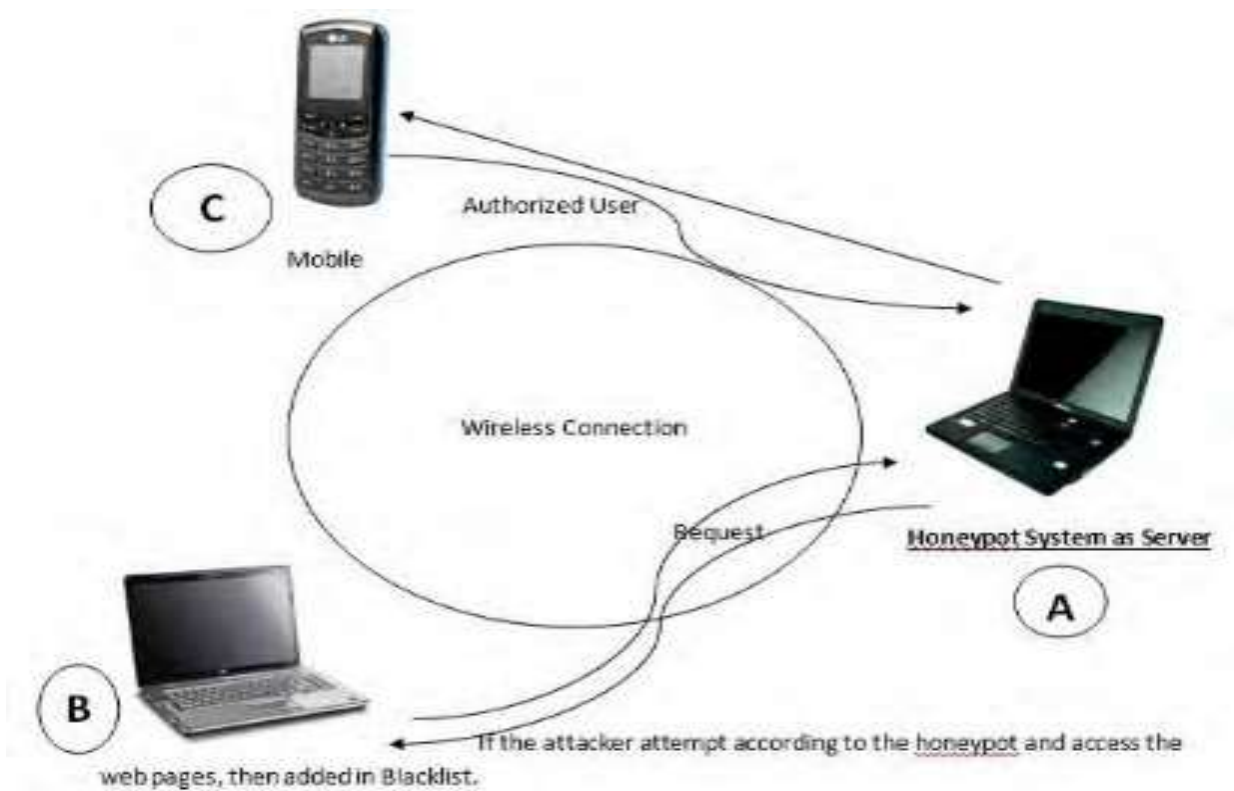 C
Authorized User
Mobile
Wireless Connection
Request
Honeypot System as Server
A
B
If the attacker attempt according to the honeypot and access the
web pages, then added in Blacklist.